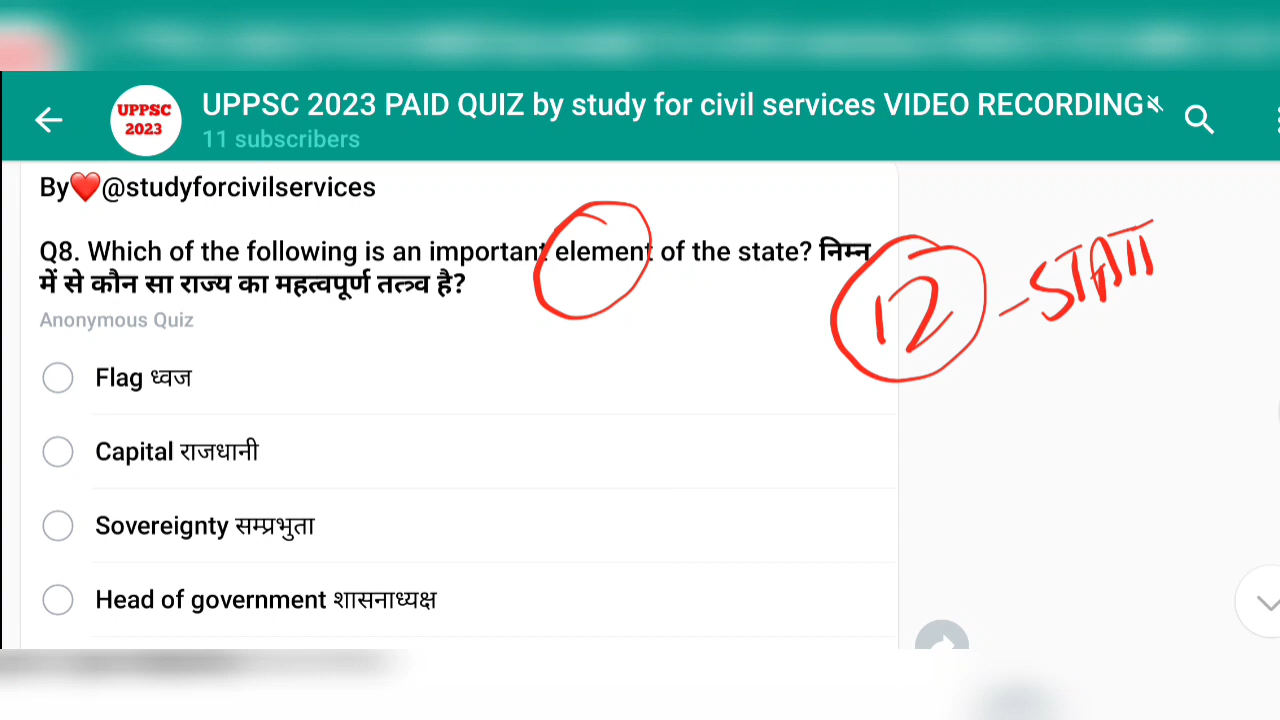 UPPSC
2023
UPPSC 2023 PAID QUIZ by study for civil services VIDEO RECORDING
11 subscribers
By❤️@studyforcivilservices
Q8. Which of the following is an important element of the state? निम्न
में से कौन सा राज्य का महत्वपूर्ण तत्त्व है?
12 -
Anonymous Quiz
Flag ध्वज
Capital राजधानी
Sovereignty सम्प्रभुता
Head of government शासनाध्यक्ष